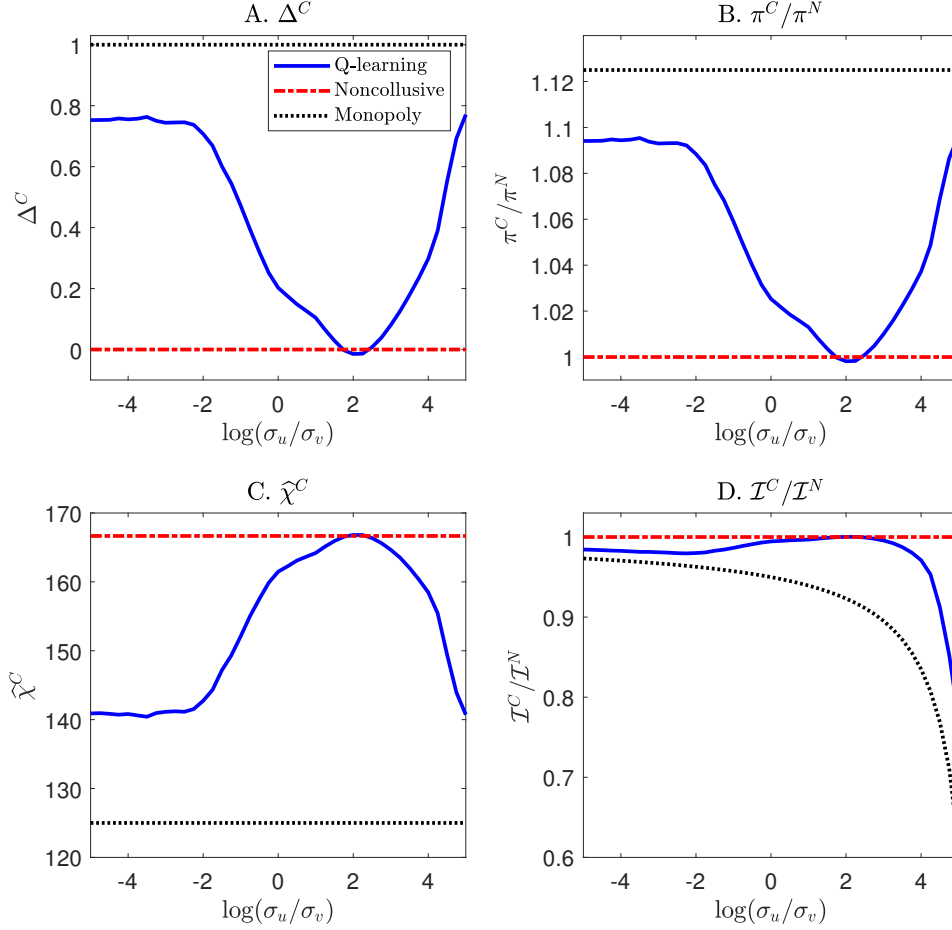 A. Δ^C
1
0.8
0.6
0.4
0.2
0
Δ^C
Q-learning
Noncollusive
Monopoly
-4 -2 0 2 4
log(σ_u/σ_v)
B. π^C/π^N
1.12
1.1
1.08
1.06
1.04
1.02
1
π^C/π^N
-4 -2 0 2 4
log(σ_u/σ_v)
C. χ̂^C
170
160
150
140
130
120
χ̂^C
-4 -2 0 2 4
log(σ_u/σ_v)
D. 𝓘^C/𝓘^N
1
0.9
0.8
0.7
0.6
𝓘^C/𝓘^N
-4 -2 0 2 4
log(σ_u/σ_v)